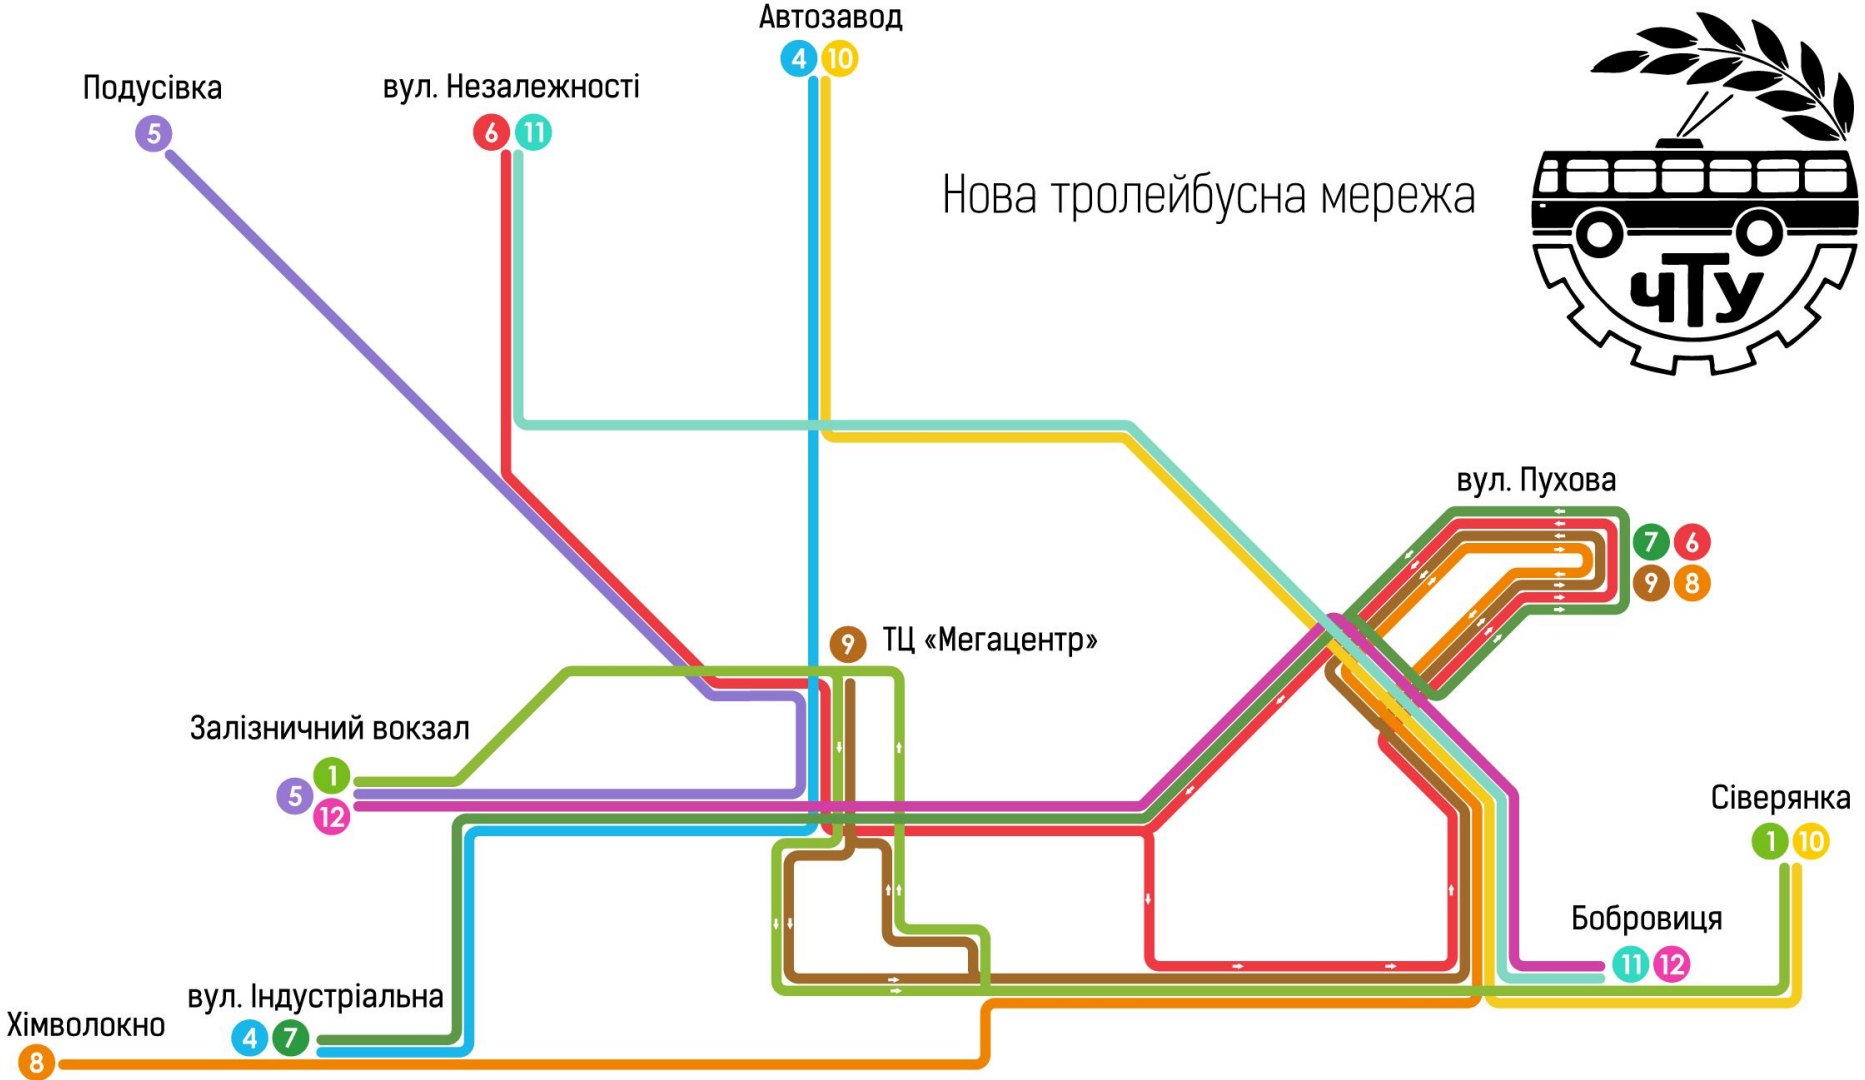 Автозавод
4 10
Подусівка
5
вул. Незалежності
6 11
Нова тролейбусна мережа
ЧТУ
вул. Пухова
7 6
9 8
9 ТЦ «Мегацентр»
Залізничний вокзал
1
5
12
Сіверянка
1 10
Бобровиця
11 12
вул. Індустріальна
4 7
Хімволокно
8